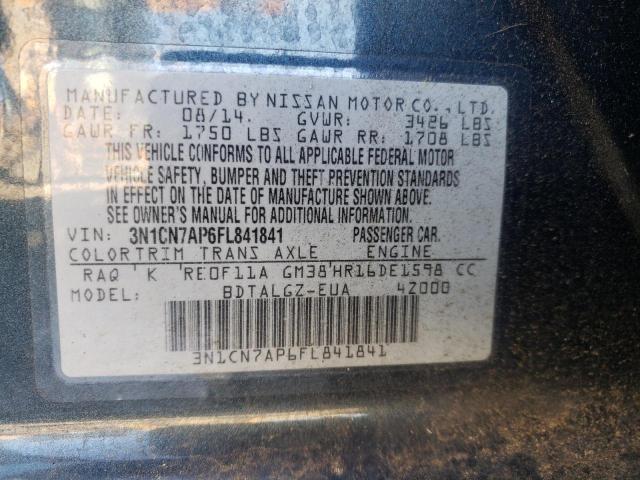 MANUFACTURED BY NISSAN MOTOR CO., LTD.
DATE: 08/14. GVWR: 3426 LBS
GAWR FR: 1750 LBS GAWR RR: 1708 LBS
THIS VEHICLE CONFORMS TO ALL APPLICABLE FEDERAL MOTOR
VEHICLE SAFETY, BUMPER AND THEFT PREVENTION STANDARDS
IN EFFECT ON THE DATE OF MANUFACTURE SHOWN ABOVE.
SEE OWNER'S MANUAL FOR ADDITIONAL INFORMATION
VIN: 3N1CN7AP6FL841841 PASSENGER CAR.
COLOR TRIM TRANS AXLE ENGINE
RAQ K RE0F11A GM38 HR16DE1598 CC
MODEL: BDTALGZ-EUA 42000
3N1CN7AP6FL841841